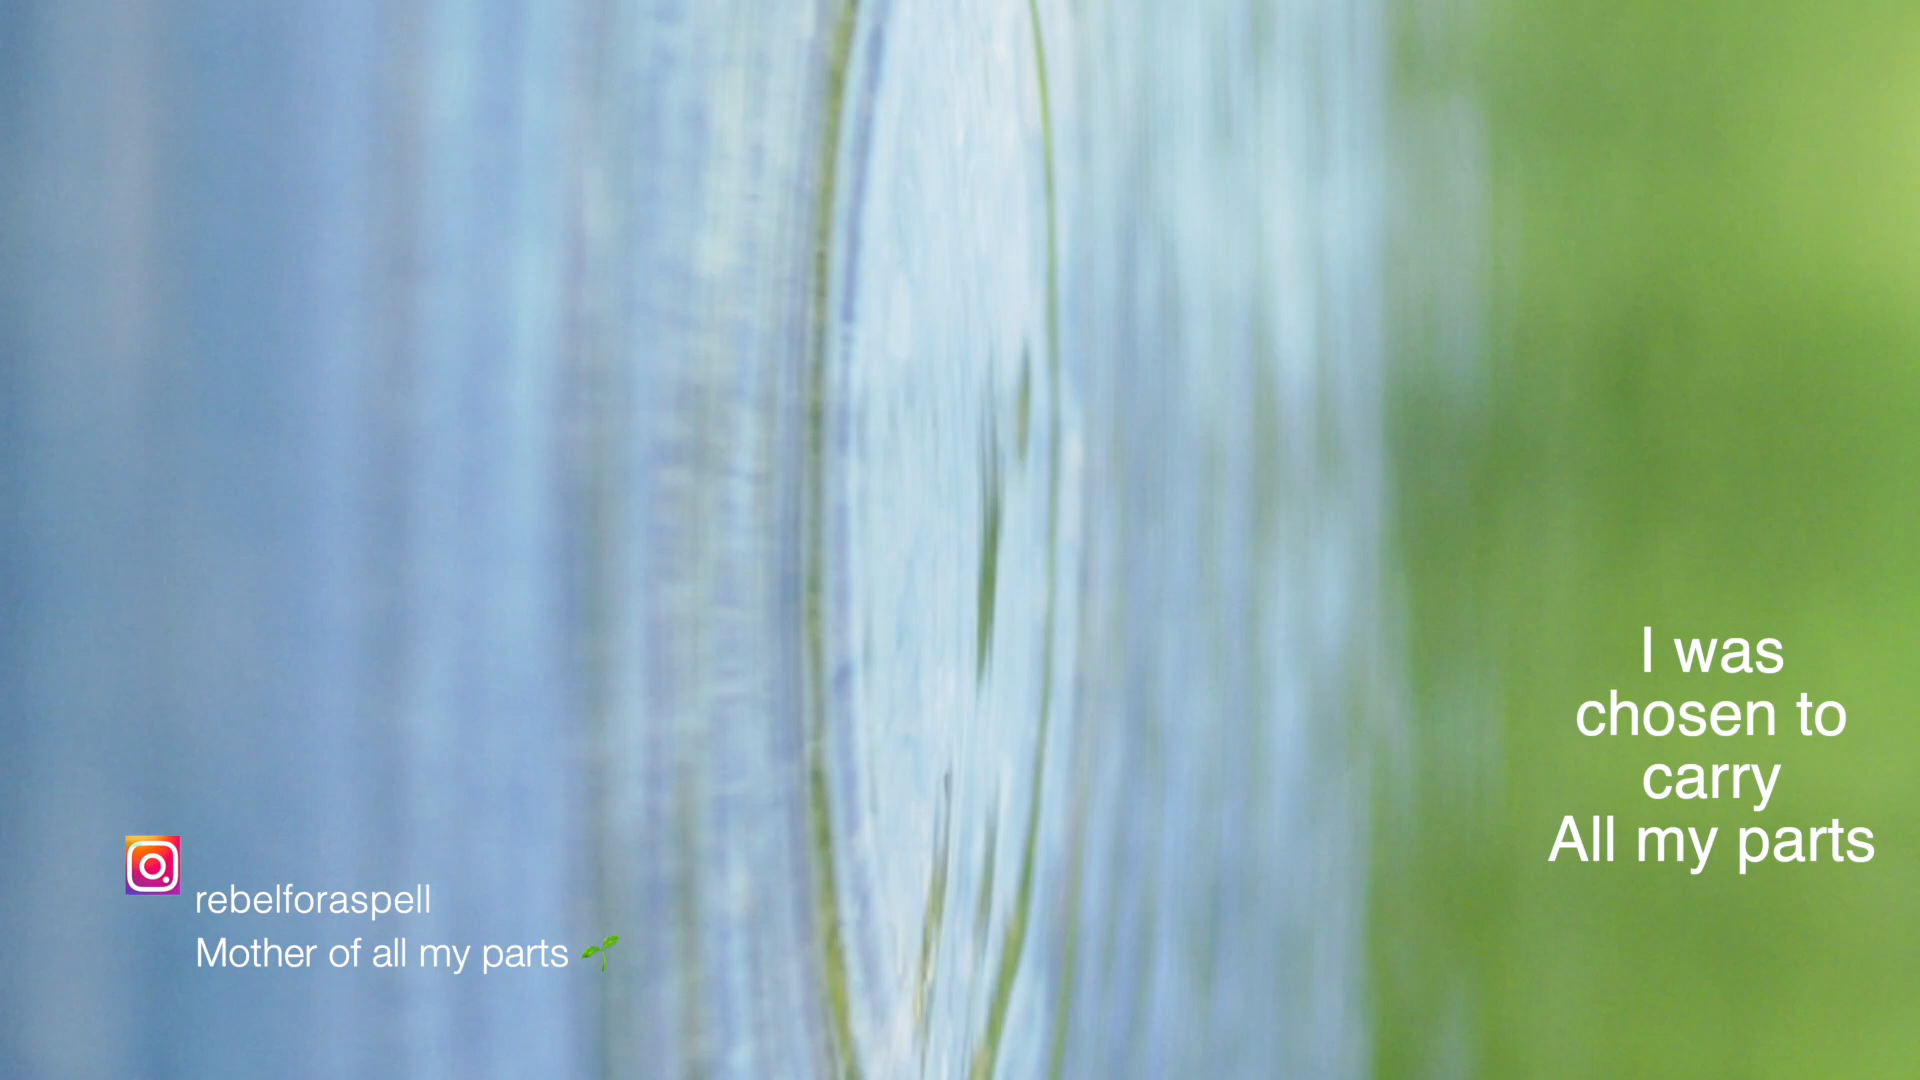 I was
chosen to
carry
All my parts
rebelforaspell
Mother of all my parts 🌱